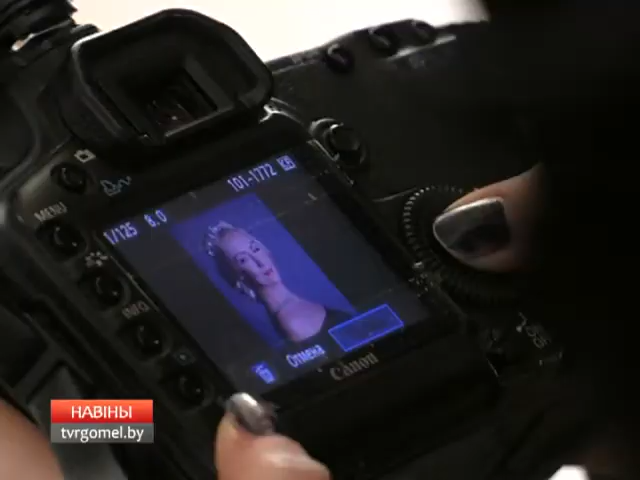 101-1772
1/125 8.0
MENU
INFO
Отмена
Canon
НАВІНЫ
tvrgomel.by